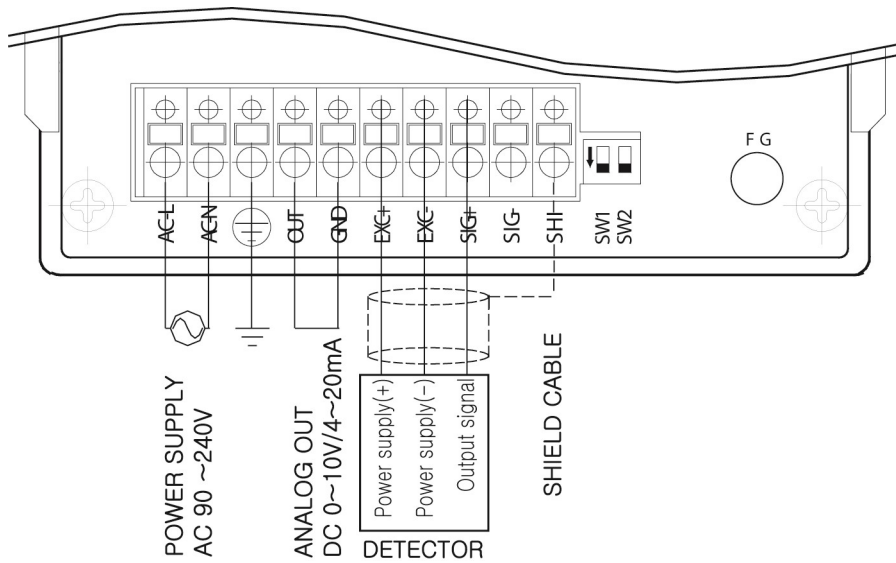 F G
AC-L
AC-N
OUT
GND
EXC+
EXC-
SIG+
SIG-
SHI
SW1
SW2
POWER SUPPLY
AC 90 ~240V
ANALOG OUT
DC 0~10V/4~20mA
Power supply(+)
Power supply(-)
Output signal
DETECTOR
SHIELD CABLE